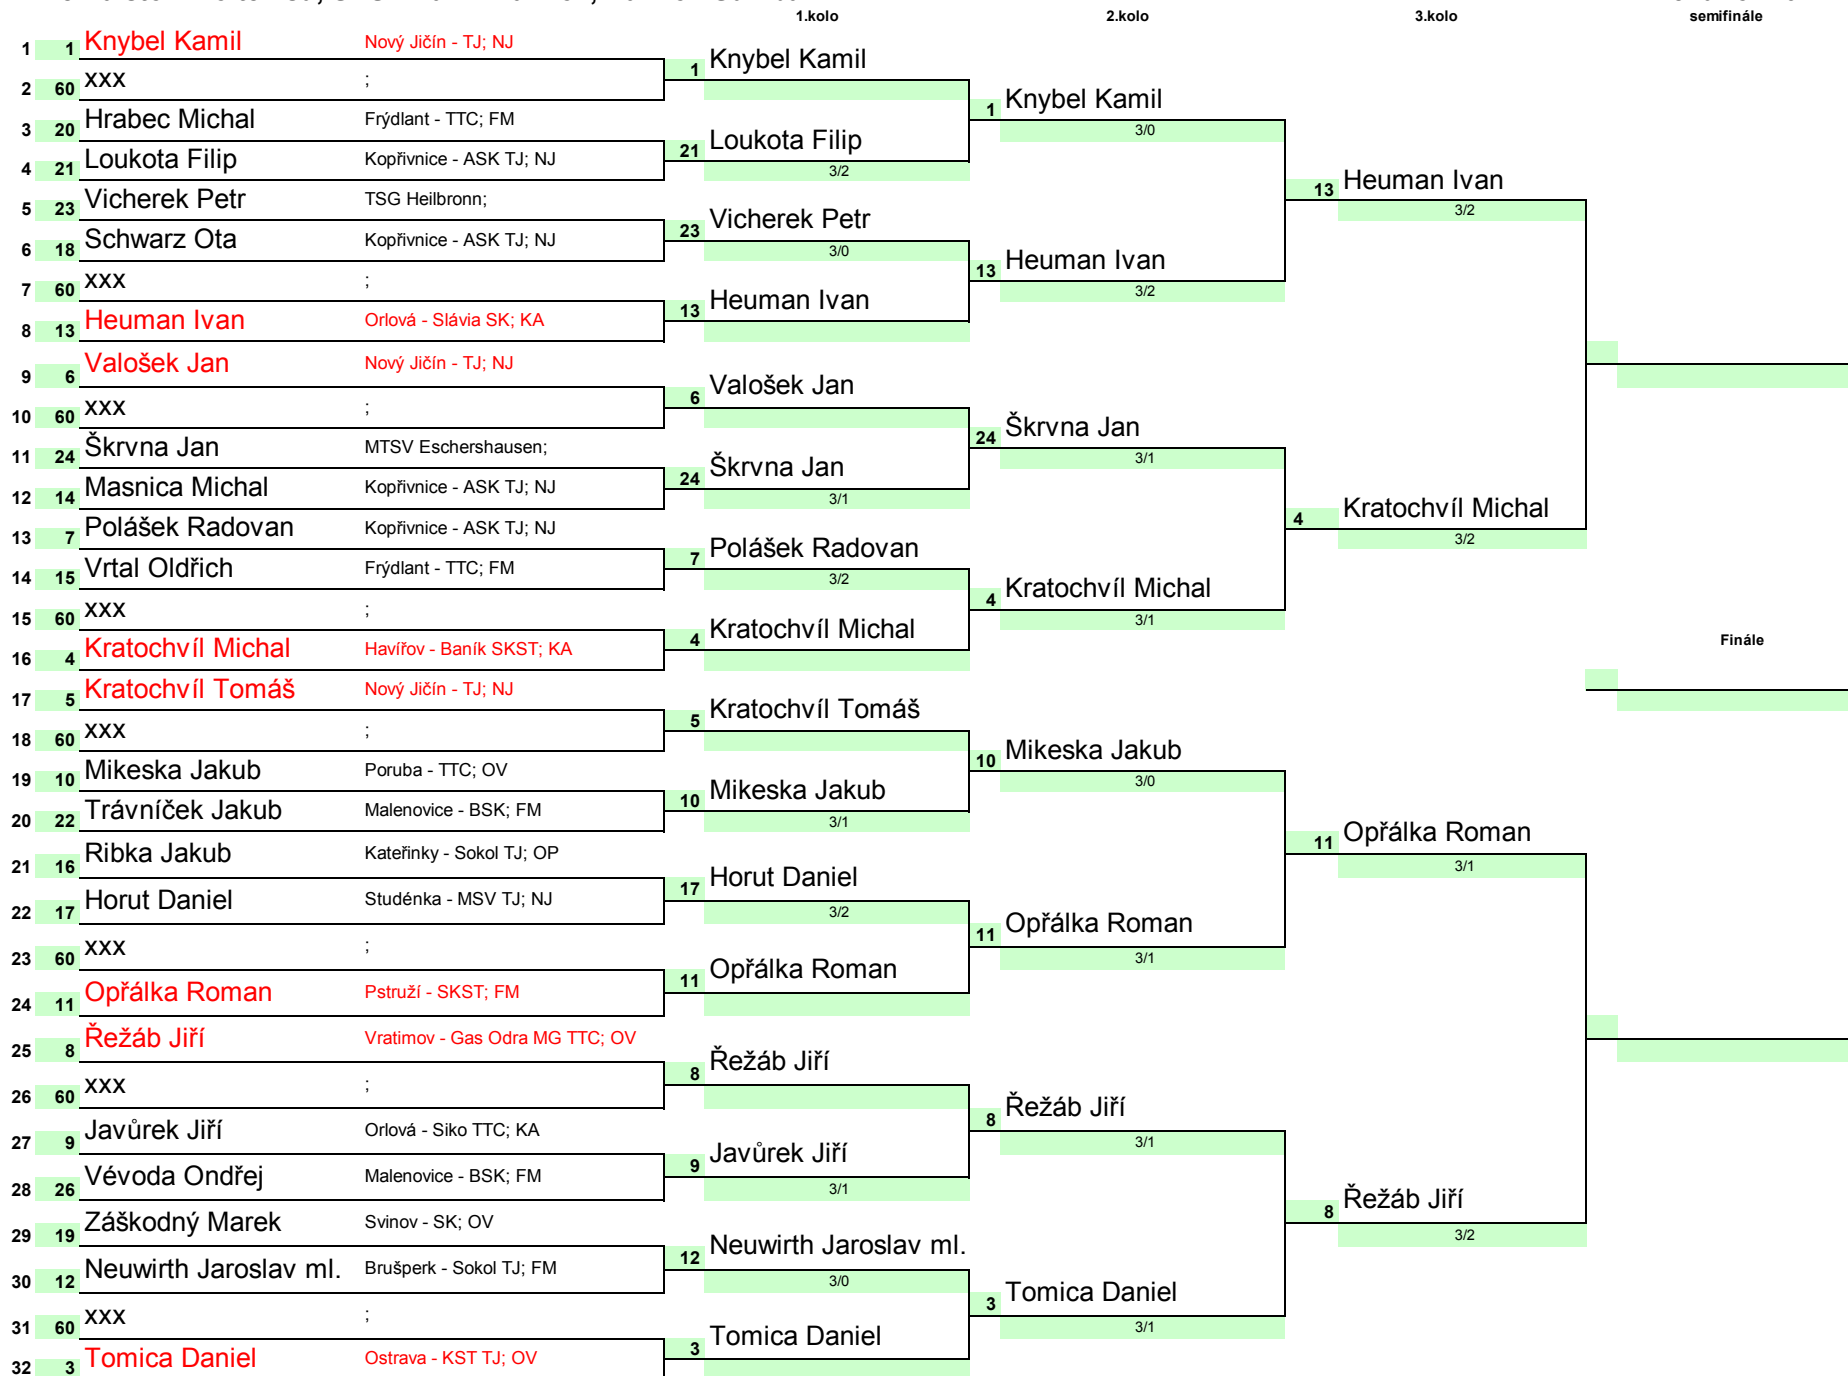 1.kolo 2.kolo 3.kolo semifinále
1 1 Knybel Kamil Nový Jičín - TJ; NJ
1 Knybel Kamil
2 60 xxx ;
1 Knybel Kamil
3 20 Hrabec Michal Frýdlant - TTC; FM
3/0
21 Loukota Filip
4 21 Loukota Filip Kopřivnice - ASK TJ; NJ
3/2
13 Heuman Ivan
5 23 Vicherek Petr TSG Heilbronn;
3/2
23 Vicherek Petr
6 18 Schwarz Ota Kopřivnice - ASK TJ; NJ
3/0
13 Heuman Ivan
7 60 xxx ;
3/2
13 Heuman Ivan
8 13 Heuman Ivan Orlová - Slávia SK; KA
9 6 Valošek Jan Nový Jičín - TJ; NJ
6 Valošek Jan
10 60 xxx ;
24 Škrvna Jan
11 24 Škrvna Jan MTSV Eschershausen;
3/1
24 Škrvna Jan
12 14 Masnica Michal Kopřivnice - ASK TJ; NJ
3/1
4 Kratochvíl Michal
13 7 Polášek Radovan Kopřivnice - ASK TJ; NJ
3/2
7 Polášek Radovan
14 15 Vrtal Oldřich Frýdlant - TTC; FM
3/2
4 Kratochvíl Michal
15 60 xxx ;
3/1
4 Kratochvíl Michal
Finále
16 4 Kratochvíl Michal Havířov - Baník SKST; KA
17 5 Kratochvíl Tomáš Nový Jičín - TJ; NJ
5 Kratochvíl Tomáš
18 60 xxx ;
10 Mikeska Jakub
19 10 Mikeska Jakub Poruba - TTC; OV
3/0
10 Mikeska Jakub
20 22 Trávníček Jakub Malenovice - BSK; FM
3/1
11 Opřálka Roman
21 16 Ribka Jakub Kateřinky - Sokol TJ; OP
3/1
17 Horut Daniel
22 17 Horut Daniel Studénka - MSV TJ; NJ
3/2
11 Opřálka Roman
23 60 xxx ;
3/1
11 Opřálka Roman
24 11 Opřálka Roman Pstruží - SKST; FM
25 8 Řežáb Jiří Vratimov - Gas Odra MG TTC; OV
8 Řežáb Jiří
26 60 xxx ;
8 Řežáb Jiří
27 9 Javůrek Jiří Orlová - Siko TTC; KA
3/1
9 Javůrek Jiří
28 26 Vévoda Ondřej Malenovice - BSK; FM
3/1
8 Řežáb Jiří
29 19 Záškodný Marek Svinov - SK; OV
3/2
12 Neuwirth Jaroslav ml.
30 12 Neuwirth Jaroslav ml. Brušperk - Sokol TJ; FM
3/0
3 Tomica Daniel
31 60 xxx ;
3/1
3 Tomica Daniel
32 3 Tomica Daniel Ostrava - KST TJ; OV